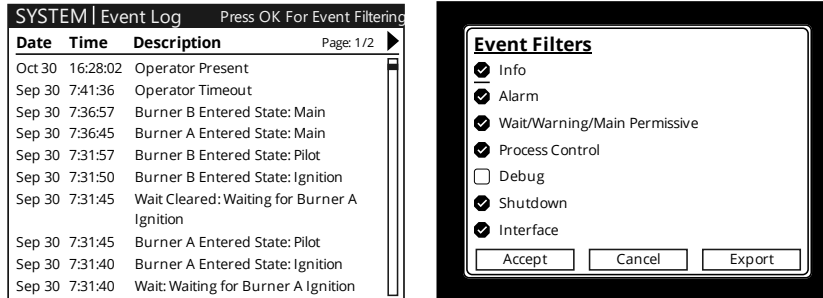 SYSTEM | Event Log Press OK For Event Filtering
Date Time Description Page: 1/2
Oct 30 16:28:02 Operator Present
Sep 30 7:41:36 Operator Timeout
Sep 30 7:36:57 Burner B Entered State: Main
Sep 30 7:36:45 Burner A Entered State: Main
Sep 30 7:31:57 Burner B Entered State: Pilot
Sep 30 7:31:50 Burner B Entered State: Ignition
Sep 30 7:31:45 Wait Cleared: Waiting for Burner A
Ignition
Sep 30 7:31:45 Burner A Entered State: Pilot
Sep 30 7:31:40 Burner A Entered State: Ignition
Sep 30 7:31:40 Wait: Waiting for Burner A Ignition
Event Filters
Info
Alarm
Wait/Warning/Main Permissive
Process Control
Debug
Shutdown
Interface
Accept Cancel Export